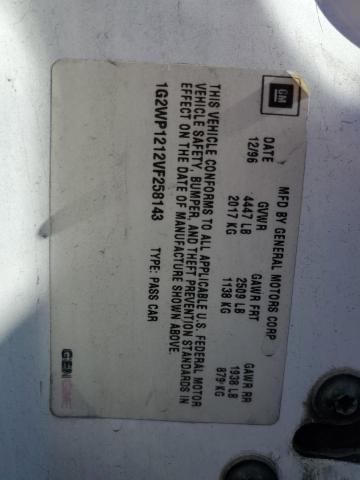 GM
MFD BY GENERAL MOTORS CORP
DATE GVWR GAWR FRT GAWR RR
12/96 4447 LB 2509 LB 1938 LB
2017 KG 1138 KG 879 KG
THIS VEHICLE CONFORMS TO ALL APPLICABLE U.S. FEDERAL MOTOR
VEHICLE SAFETY, BUMPER, AND THEFT PREVENTION STANDARDS IN
EFFECT ON THE DATE OF MANUFACTURE SHOWN ABOVE.
1G2WP1212VF258143 TYPE: PASS CAR